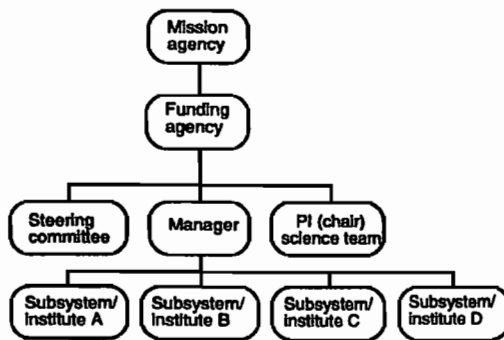 Mission
agency
Funding
agency
Steering
committee
Manager
PI (chair)
science team
Subsystem/
institute A
Subsystem/
institute B
Subsystem/
institute C
Subsystem/
institute D